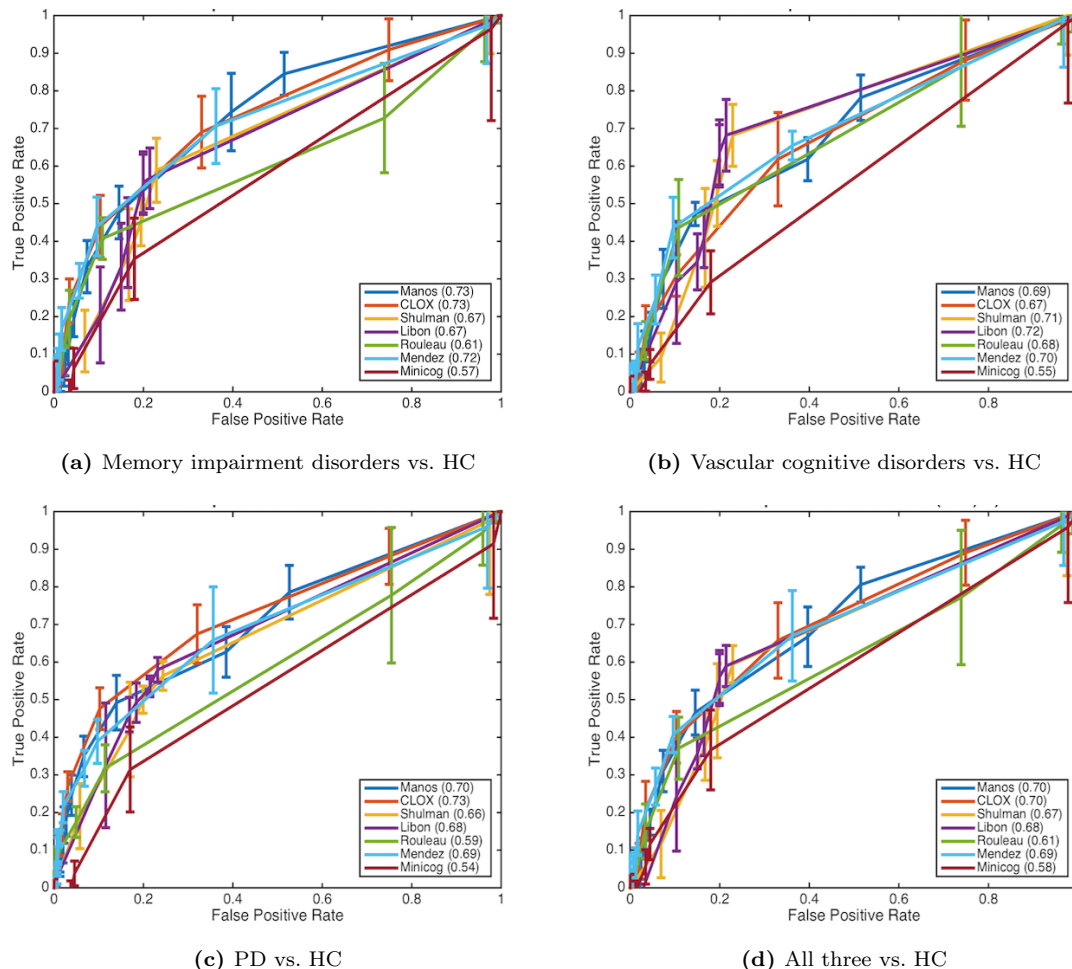 True Positive Rate
1
0.9
0.8
0.7
0.6
0.5
0.4
0.3
0.2
0.1
0
0 0.2 0.4 0.6 0.8 1
False Positive Rate
Manos (0.73)
CLOX (0.73)
Shulman (0.67)
Libon (0.67)
Rouleau (0.61)
Mendez (0.72)
Minicog (0.57)
(a) Memory impairment disorders vs. HC
True Positive Rate
1
0.9
0.8
0.7
0.6
0.5
0.4
0.3
0.2
0.1
0
0 0.2 0.4 0.6 0.8
False Positive Rate
Manos (0.69)
CLOX (0.67)
Shulman (0.71)
Libon (0.72)
Rouleau (0.68)
Mendez (0.70)
Minicog (0.55)
(b) Vascular cognitive disorders vs. HC
True Positive Rate
1
0.9
0.8
0.7
0.6
0.5
0.4
0.3
0.2
0.1
0
0 0.2 0.4 0.6 0.8 1
False Positive Rate
Manos (0.70)
CLOX (0.73)
Shulman (0.66)
Libon (0.68)
Rouleau (0.59)
Mendez (0.69)
Minicog (0.54)
(c) PD vs. HC
True Positive Rate
1
0.9
0.8
0.7
0.6
0.5
0.4
0.3
0.2
0.1
0
0 0.2 0.4 0.6 0.8
False Positive Rate
Manos (0.70)
CLOX (0.70)
Shulman (0.67)
Libon (0.68)
Rouleau (0.61)
Mendez (0.69)
Minicog (0.58)
(d) All three vs. HC